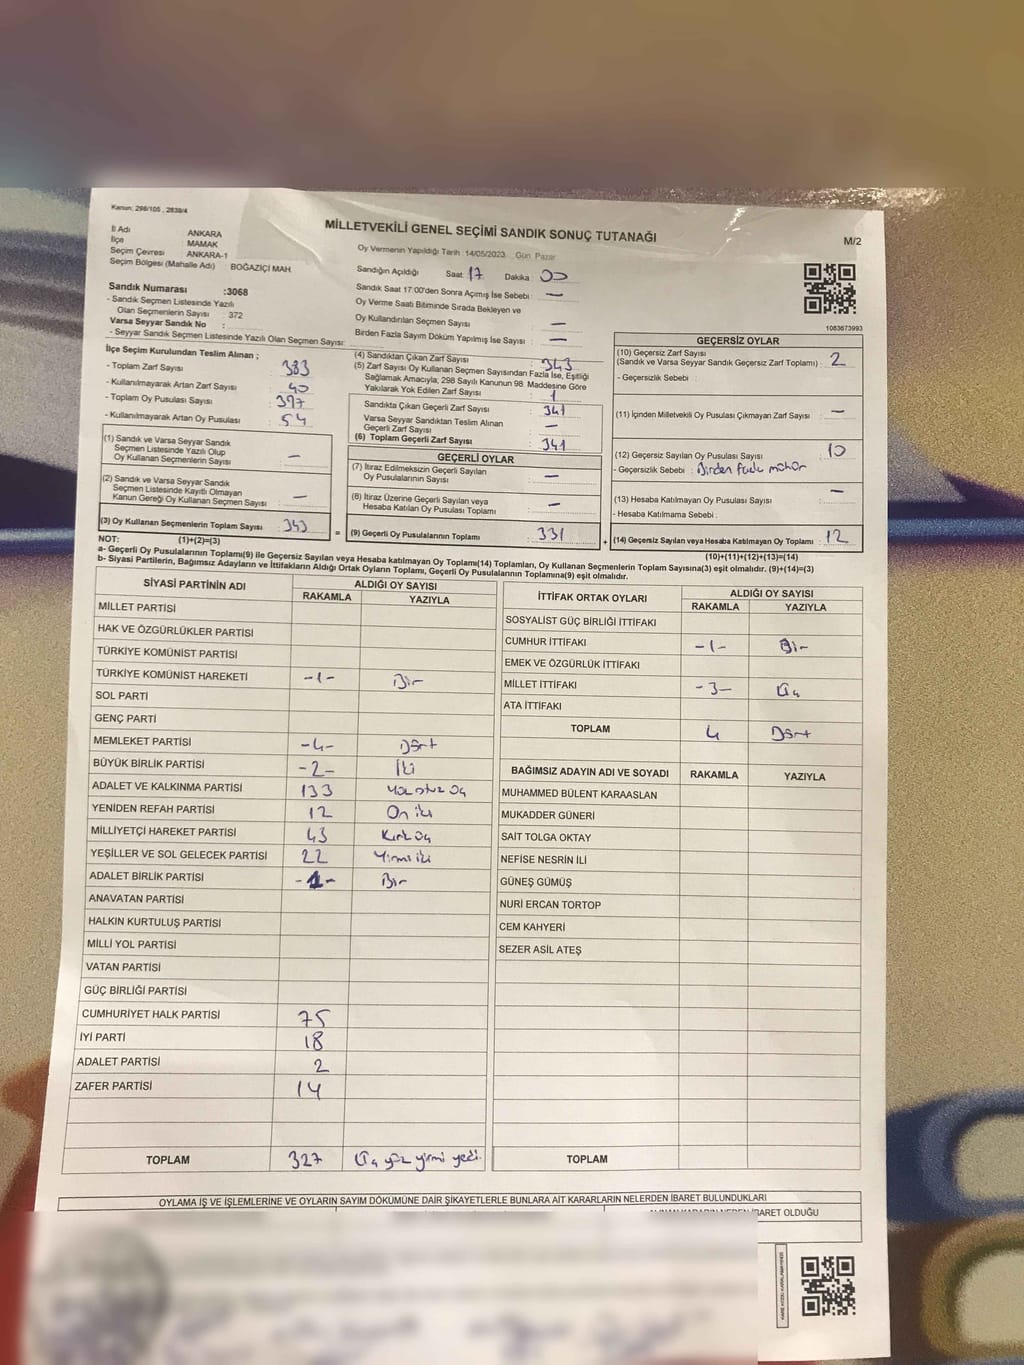 Kanun: 298/105 , 2839/4
MİLLETVEKİLİ GENEL SEÇİMİ SANDIK SONUÇ TUTANAĞI
M/2
İl Adı : ANKARA
İlçe : MAMAK
Seçim Çevresi : ANKARA-1
Seçim Bölgesi (Mahalle Adı) : BOĞAZİÇİ MAH.
Oy Vermenin Yapıldığı Tarih : 14/05/2023 Gün : Pazar
Sandığın Açıldığı Saat : 17 Dakika : 00
Sandık Saat 17:00'den Sonra Açılmış İse Sebebi : —
Oy Verme Saati Bitiminde Sırada Bekleyen ve
Oy Kullandırılan Seçmen Sayısı : —
Birden Fazla Sayım Döküm Yapılmış İse Sayısı : —
Sandık Numarası :3068
- Sandık Seçmen Listesinde Yazılı
Olan Seçmenlerin Sayısı : 372
Varsa Seyyar Sandık No :
- Seyyar Sandık Seçmen Listesinde Yazılı Olan Seçmen Sayısı:
1083673993
İlçe Seçim Kurulundan Teslim Alınan ;
- Toplam Zarf Sayısı : 383
- Kullanılmayarak Artan Zarf Sayısı : 40
- Toplam Oy Pusulası Sayısı : 397
- Kullanılmayarak Artan Oy Pusulası : 54
(1) Sandık ve Varsa Seyyar Sandık
Seçmen Listesinde Yazılı Olup
Oy Kullanan Seçmenlerin Sayısı : —
(2) Sandık ve Varsa Seyyar Sandık
Seçmen Listesinde Kayıtlı Olmayan
Kanun Gereği Oy Kullanan Seçmen Sayısı : —
(3) Oy Kullanan Seçmenlerin Toplam Sayısı : 343
(4) Sandıktan Çıkan Zarf Sayısı : 343
(5) Zarf Sayısı Oy Kullanan Seçmen Sayısından Fazla İse, Eşitliği
Sağlamak Amacıyla, 298 Sayılı Kanunun 98. Maddesine Göre
Yakılarak Yok Edilen Zarf Sayısı : 1
Sandıkta Çıkan Geçerli Zarf Sayısı : 341
Varsa Seyyar Sandıktan Teslim Alınan
Geçerli Zarf Sayısı : —
(6) Toplam Geçerli Zarf Sayısı : 341
GEÇERLİ OYLAR
(7) İtiraz Edilmeksizin Geçerli Sayılan
Oy Pusulalarının Sayısı : —
(8) İtiraz Üzerine Geçerli Sayılan veya
Hesaba Katılan Oy Pusulası Toplamı : —
= (9) Geçerli Oy Pusulalarının Toplamı : 331
GEÇERSİZ OYLAR
(10) Geçersiz Zarf Sayısı
(Sandık ve Varsa Seyyar Sandık Geçersiz Zarf Toplamı) : 2
- Geçersizlik Sebebi :
(11) İçinden Milletvekili Oy Pusulası Çıkmayan Zarf Sayısı : —
(12) Geçersiz Sayılan Oy Pusulası Sayısı : 10
- Geçersizlik Sebebi : Birden fazla mühür
(13) Hesaba Katılmayan Oy Pusulası Sayısı : —
- Hesaba Katılmama Sebebi :
+ (14) Geçersiz Sayılan veya Hesaba Katılmayan Oy Toplamı : 12
NOT: (1)+(2)=(3)
(10)+(11)+(12)+(13)=(14)
a- Geçerli Oy Pusulalarının Toplamı(9) ile Geçersiz Sayılan veya Hesaba katılmayan Oy Toplamı(14) Toplamları, Oy Kullanan Seçmenlerin Toplam Sayısına(3) eşit olmalıdır. (9)+(14)=(3)
b- Siyasi Partilerin, Bağımsız Adayların ve İttifakların Aldığı Ortak Oyların Toplamı, Geçerli Oy Pusulalarının Toplamına(9) eşit olmalıdır.
SİYASİ PARTİNİN ADI ALDIĞI OY SAYISI
RAKAMLA YAZIYLA
MİLLET PARTİSİ
HAK VE ÖZGÜRLÜKLER PARTİSİ
TÜRKİYE KOMÜNİST PARTİSİ
TÜRKİYE KOMÜNİST HAREKETİ -1- Bir
SOL PARTİ
GENÇ PARTİ
MEMLEKET PARTİSİ -4- Dört
BÜYÜK BİRLİK PARTİSİ -2- İki
ADALET VE KALKINMA PARTİSİ 133 Yüz otuz üç
YENİDEN REFAH PARTİSİ 12 On iki
MİLLİYETÇİ HAREKET PARTİSİ 43 Kırk üç
YEŞİLLER VE SOL GELECEK PARTİSİ 22 Yirmi iki
ADALET BİRLİK PARTİSİ -1- Bir
ANAVATAN PARTİSİ
HALKIN KURTULUŞ PARTİSİ
MİLLİ YOL PARTİSİ
VATAN PARTİSİ
GÜÇ BİRLİĞİ PARTİSİ
CUMHURİYET HALK PARTİSİ 75
İYİ PARTİ 18
ADALET PARTİSİ 2
ZAFER PARTİSİ 14
TOPLAM 327 Üç yüz yirmi yedi.
İTTİFAK ORTAK OYLARI ALDIĞI OY SAYISI
RAKAMLA YAZIYLA
SOSYALİST GÜÇ BİRLİĞİ İTTİFAKI
CUMHUR İTTİFAKI -1- Bir
EMEK VE ÖZGÜRLÜK İTTİFAKI
MİLLET İTTİFAKI -3- Üç
ATA İTTİFAKI
TOPLAM 4 Dört
BAĞIMSIZ ADAYIN ADI VE SOYADI RAKAMLA YAZIYLA
MUHAMMED BÜLENT KARAASLAN
MUKADDER GÜNERİ
SAİT TOLGA OKTAY
NEFİSE NESRİN İLİ
GÜNEŞ GÜMÜŞ
NURİ ERCAN TORTOP
CEM KAHYERİ
SEZER ASİL ATEŞ
TOPLAM
OYLAMA İŞ VE İŞLEMLERİNE VE OYLARIN SAYIM DÖKÜMÜNE DAİR ŞİKAYETLERLE BUNLARA AİT KARARLARIN NELERDEN İBARET BULUNDUKLARI
OLDUĞU